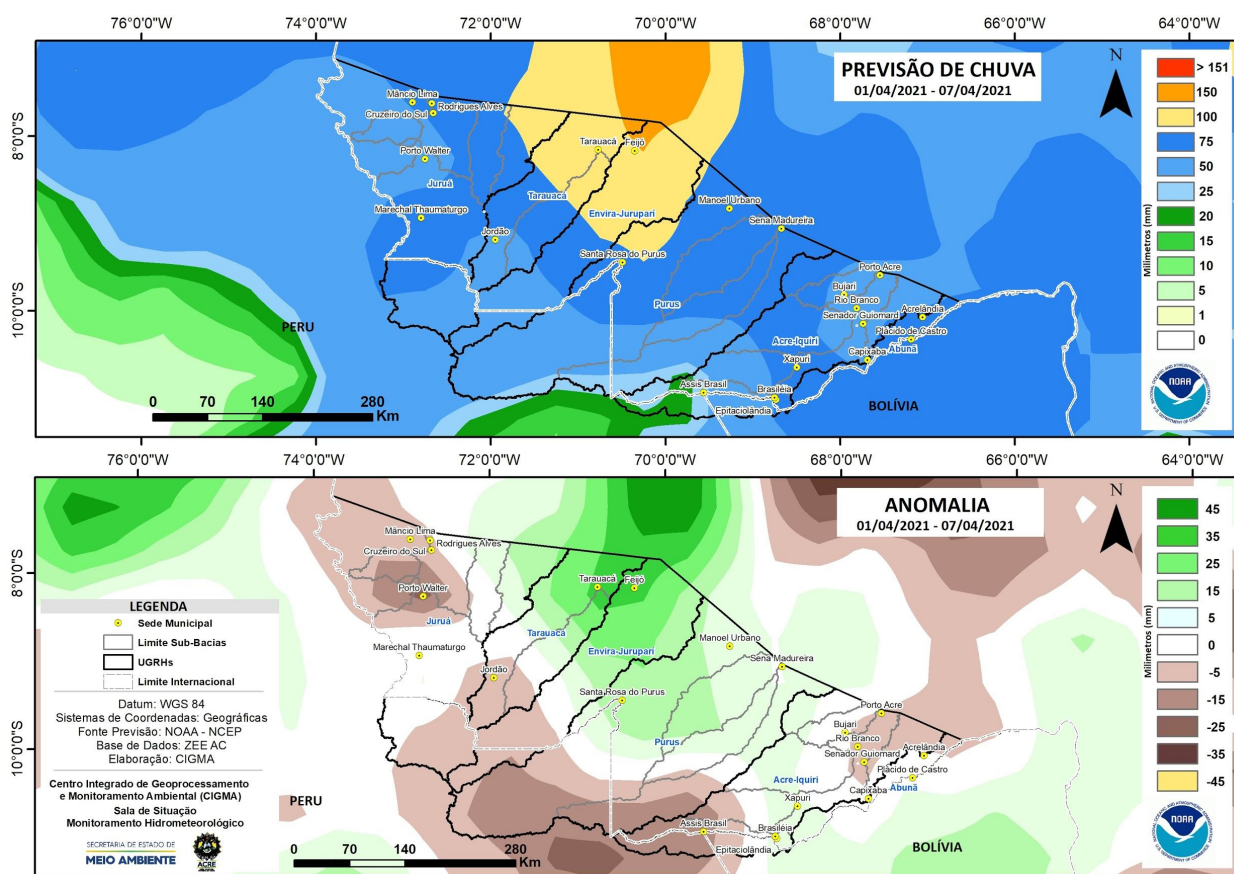 76°0'0"W 74°0'0"W 72°0'0"W 70°0'0"W 68°0'0"W 66°0'0"W 64°0'0"W
PREVISÃO DE CHUVA
01/04/2021 - 07/04/2021
N
> 151
150
100
75
50
25
20
15
10
5
1
0
Milimetros (mm)
NOAA
8°0'0"S
10°0'0"S
Mâncio Lima
Rodrigues Alves
Cruzeiro do Sul
Porto Walter
Juruá
Marechal Thaumaturgo
Jordão
Tarauacá
Feijó
Tarauacá
Envira-Jurupari
Manoel Urbano
Sena Madureira
Santa Rosa do Purus
Purus
Porto Acre
Bujari
Rio Branco
Senador Guiomard
Acrelândia
Plácido de Castro
Abunã
Acre-Iquiri
Capixaba
Xapuri
Assis Brasil
Brasiléia
Epitaciolândia
PERU
BOLÍVIA
0 70 140 280
Km
76°0'0"W 74°0'0"W 72°0'0"W 70°0'0"W 68°0'0"W 66°0'0"W 64°0'0"W
ANOMALIA
01/04/2021 - 07/04/2021
N
45
35
25
15
5
0
-5
-15
-25
-35
-45
Milimetros (mm)
NOAA
8°0'0"S
10°0'0"S
Mâncio Lima
Rodrigues Alves
Cruzeiro do Sul
Porto Walter
Juruá
Marechal Thaumaturgo
Jordão
Tarauacá
Feijó
Tarauacá
Envira-Jurupari
Manoel Urbano
Sena Madureira
Santa Rosa do Purus
Purus
Porto Acre
Bujari
Rio Branco
Senador Guiomard
Acrelândia
Plácido de Castro
Abunã
Acre-Iquiri
Capixaba
Xapuri
Assis Brasil
Brasiléia
Epitaciolândia
PERU
BOLÍVIA
0 70 140 280
Km
LEGENDA
Sede Municipal
Limite Sub-Bacias
UGRHs
Limite Internacional
Datum: WGS 84
Sistemas de Coordenadas: Geográficas
Fonte Previsão: NOAA - NCEP
Base de Dados: ZEE AC
Elaboração: CIGMA
Centro Integrado de Geoprocessamento
e Monitoramento Ambiental (CIGMA)
Sala de Situação
Monitoramento Hidrometeorológico
SECRETARIA DE ESTADO DE
MEIO AMBIENTE
ACRE